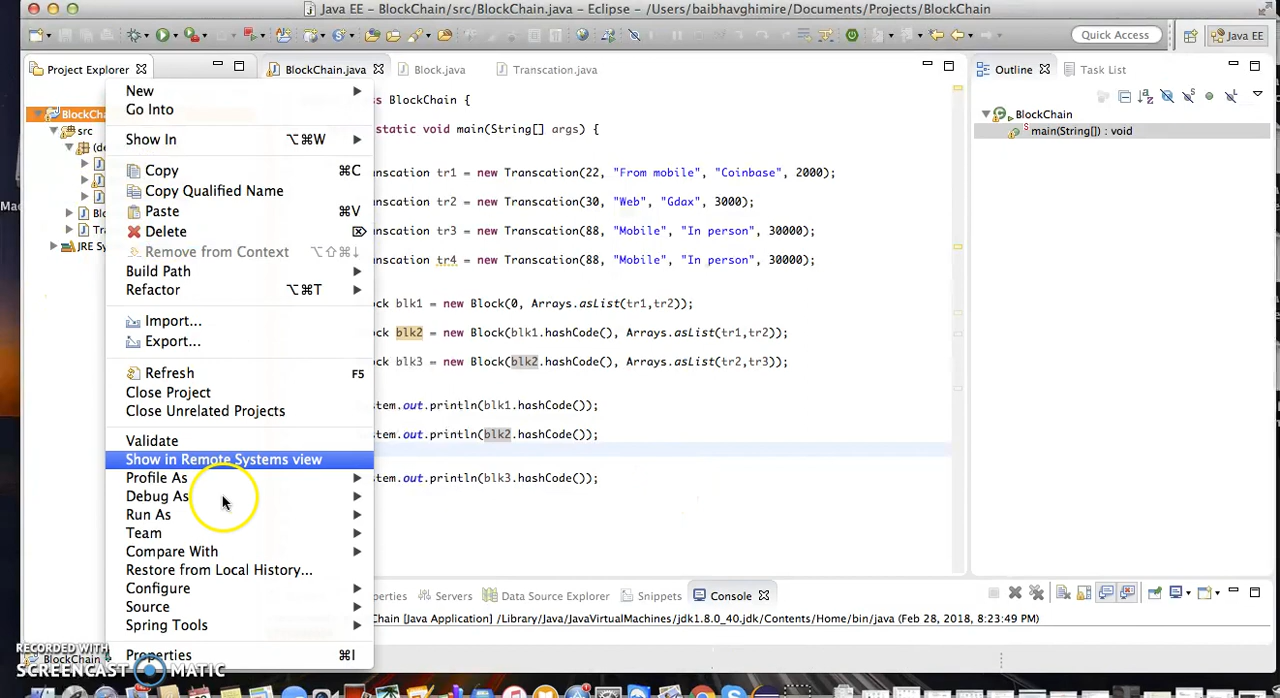 Java EE - BlockChain/src/BlockChain.java - Eclipse - /Users/baibhavghimire/Documents/Projects/BlockChain
Quick Access
Java EE
Project Explorer
BlockChain.java
Block.java
Transcation.java
Outline
Task List
BlockCha
src
(de
Blo
Tra
JRE Sy
New
Go Into
Show In ⌥⌘W
Copy ⌘C
Copy Qualified Name
Paste ⌘V
Delete ⌦
Remove from Context ⌥⇧⌘↓
Build Path
Refactor ⌥⌘T
Import...
Export...
Refresh F5
Close Project
Close Unrelated Projects
Validate
Show in Remote Systems view
Profile As
Debug As
Run As
Team
Compare With
Restore from Local History...
Configure
Source
Spring Tools
Properties ⌘I
ss BlockChain {
static void main(String[] args) {
nscation tr1 = new Transcation(22, "From mobile", "Coinbase", 2000);
nscation tr2 = new Transcation(30, "Web", "Gdax", 3000);
nscation tr3 = new Transcation(88, "Mobile", "In person", 30000);
nscation tr4 = new Transcation(88, "Mobile", "In person", 30000);
ock blk1 = new Block(0, Arrays.asList(tr1,tr2));
ock blk2 = new Block(blk1.hashCode(), Arrays.asList(tr1,tr2));
ock blk3 = new Block(blk2.hashCode(), Arrays.asList(tr2,tr3));
tem.out.println(blk1.hashCode());
tem.out.println(blk2.hashCode());
tem.out.println(blk3.hashCode());
BlockChain
main(String[]) : void
perties
Servers
Data Source Explorer
Snippets
Console
Chain [Java Application] /Library/Java/JavaVirtualMachines/jdk1.8.0_40.jdk/Contents/Home/bin/java (Feb 28, 2018, 8:23:49 PM)
BlockChain
RECORDED WITH
SCREENCAST MATIC